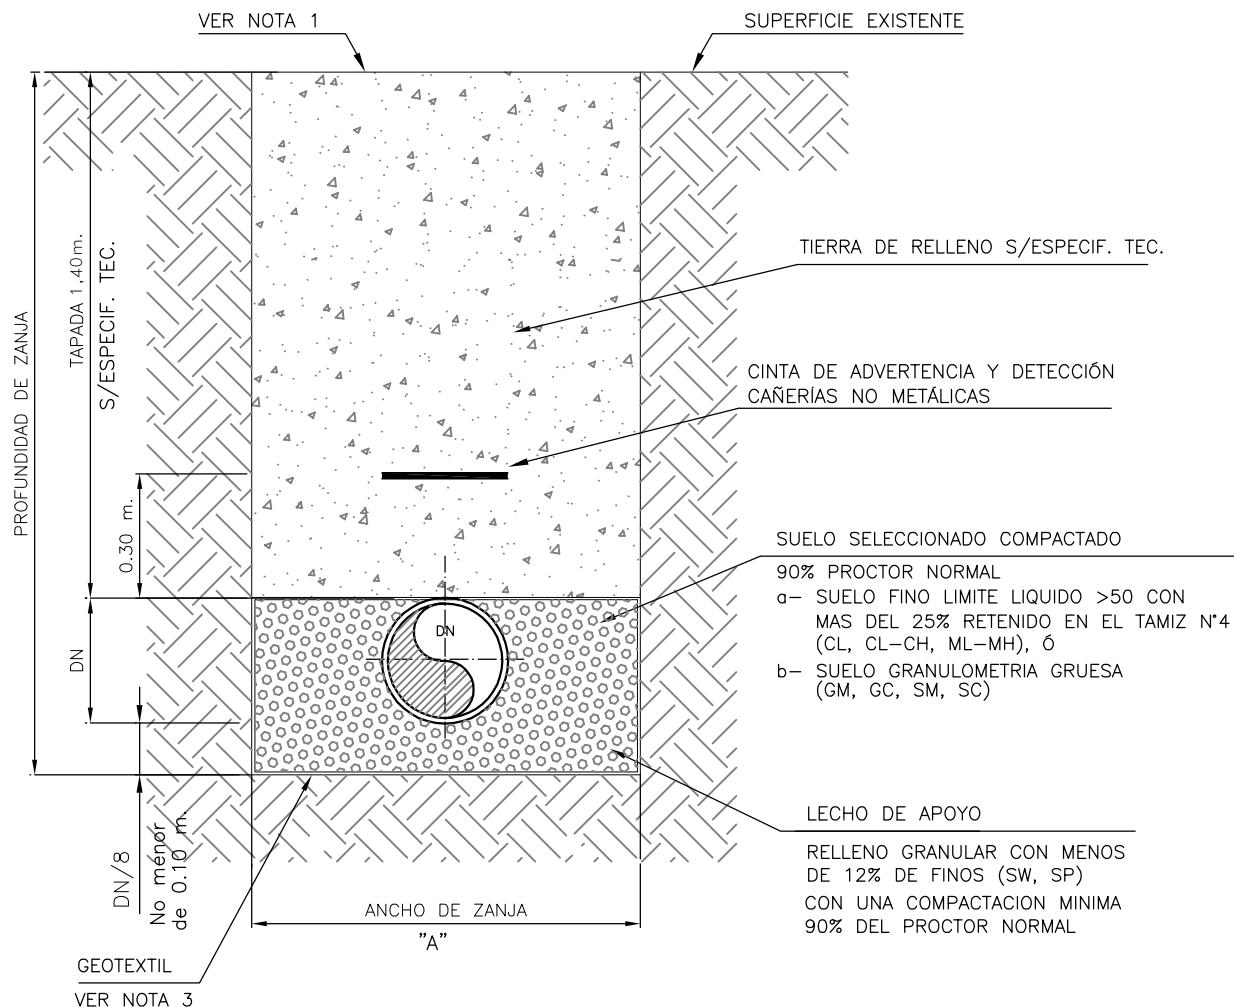 VER NOTA 1
SUPERFICIE EXISTENTE
PROFUNDIDAD DE ZANJA
TAPADA 1,40m.
S/ESPECIF. TEC.
TIERRA DE RELLENO S/ESPECIF. TEC.
CINTA DE ADVERTENCIA Y DETECCIÓN
CAÑERÍAS NO METÁLICAS
0.30 m.
SUELO SELECCIONADO COMPACTADO
90% PROCTOR NORMAL
a– SUELO FINO LIMITE LIQUIDO >50 CON
MAS DEL 25% RETENIDO EN EL TAMIZ N°4
(CL, CL–CH, ML–MH), Ó
b– SUELO GRANULOMETRIA GRUESA
(GM, GC, SM, SC)
DN
DN
LECHO DE APOYO
RELLENO GRANULAR CON MENOS
DE 12% DE FINOS (SW, SP)
CON UNA COMPACTACION MINIMA
90% DEL PROCTOR NORMAL
DN/8
No menor
de 0.10 m.
ANCHO DE ZANJA
"A"
GEOTEXTIL
VER NOTA 3